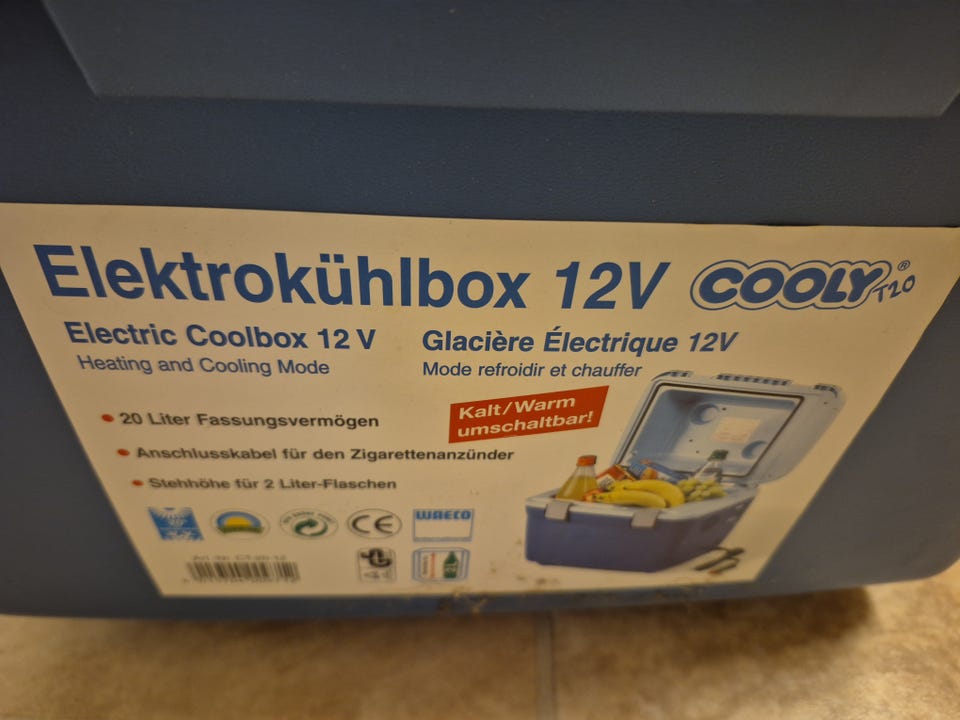 Elektrokühlbox 12V
COOLY® T20
Electric Coolbox 12 V
Heating and Cooling Mode
Glacière Électrique 12V
Mode refroidir et chauffer
Kalt/Warm
umschaltbar!
• 20 Liter Fassungsvermögen
• Anschlusskabel für den Zigarettenanzünder
• Stehhöhe für 2 Liter-Flaschen
CE
WAECO